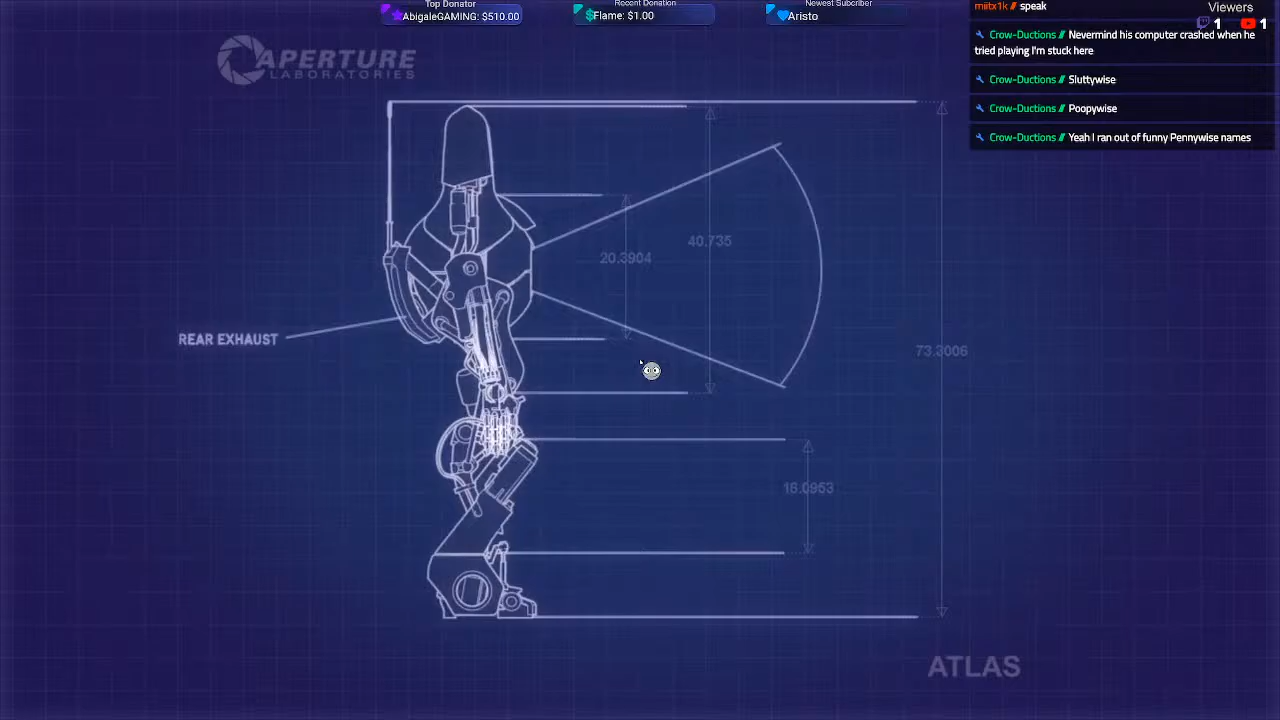 Top Donator
AbigaleGAMING: $510.00
Recent Donation
Flame: $1.00
Newest Subcriber
Aristo
miitx1k // speak
Viewers
1
1
Crow-Ductions // Nevermind his computer crashed when he
tried playing I'm stuck here
Crow-Ductions // Sluttywise
Crow-Ductions // Poopywise
Crow-Ductions // Yeah I ran out of funny Pennywise names
APERTURE
LABORATORIES
40.735
20.3904
REAR EXHAUST
73.3006
16.0953
ATLAS